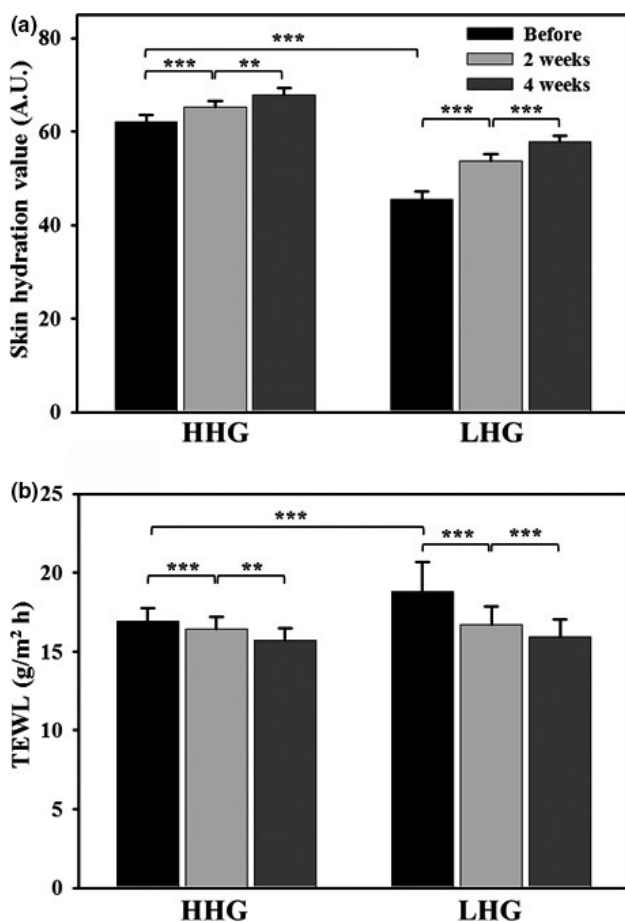 (a)
Skin hydration value (A.U.)
80
60
40
20
0
Before
2 weeks
4 weeks
***
***
**
***
***
HHG
LHG
(b)
TEWL (g/m² h)
25
20
15
10
5
0
***
***
**
***
***
HHG
LHG